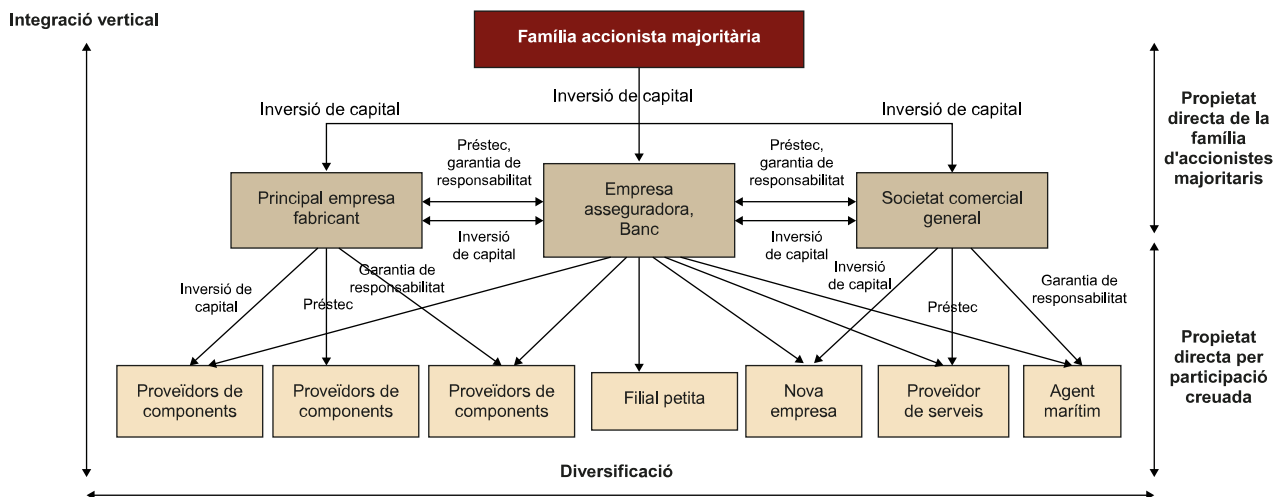 Integració vertical
Família accionista majoritària
Inversió de capital
Inversió de capital
Inversió de capital
Propietat
directa de la
família
d'accionistes
majoritaris
Préstec,
garantia de
responsabilitat
Préstec,
garantia de
responsabilitat
Principal empresa
fabricant
Empresa
asseguradora,
Banc
Societat comercial
general
Inversió
de capital
Inversió
de capital
Inversió de
capital
Préstec
Garantia de
responsabilitat
Inversió
de capital
Préstec
Garantia de
responsabilitat
Propietat
directa per
participació
creuada
Proveïdors de
components
Proveïdors de
components
Proveïdors de
components
Filial petita
Nova
empresa
Proveïdor
de serveis
Agent
marítim
Diversificació